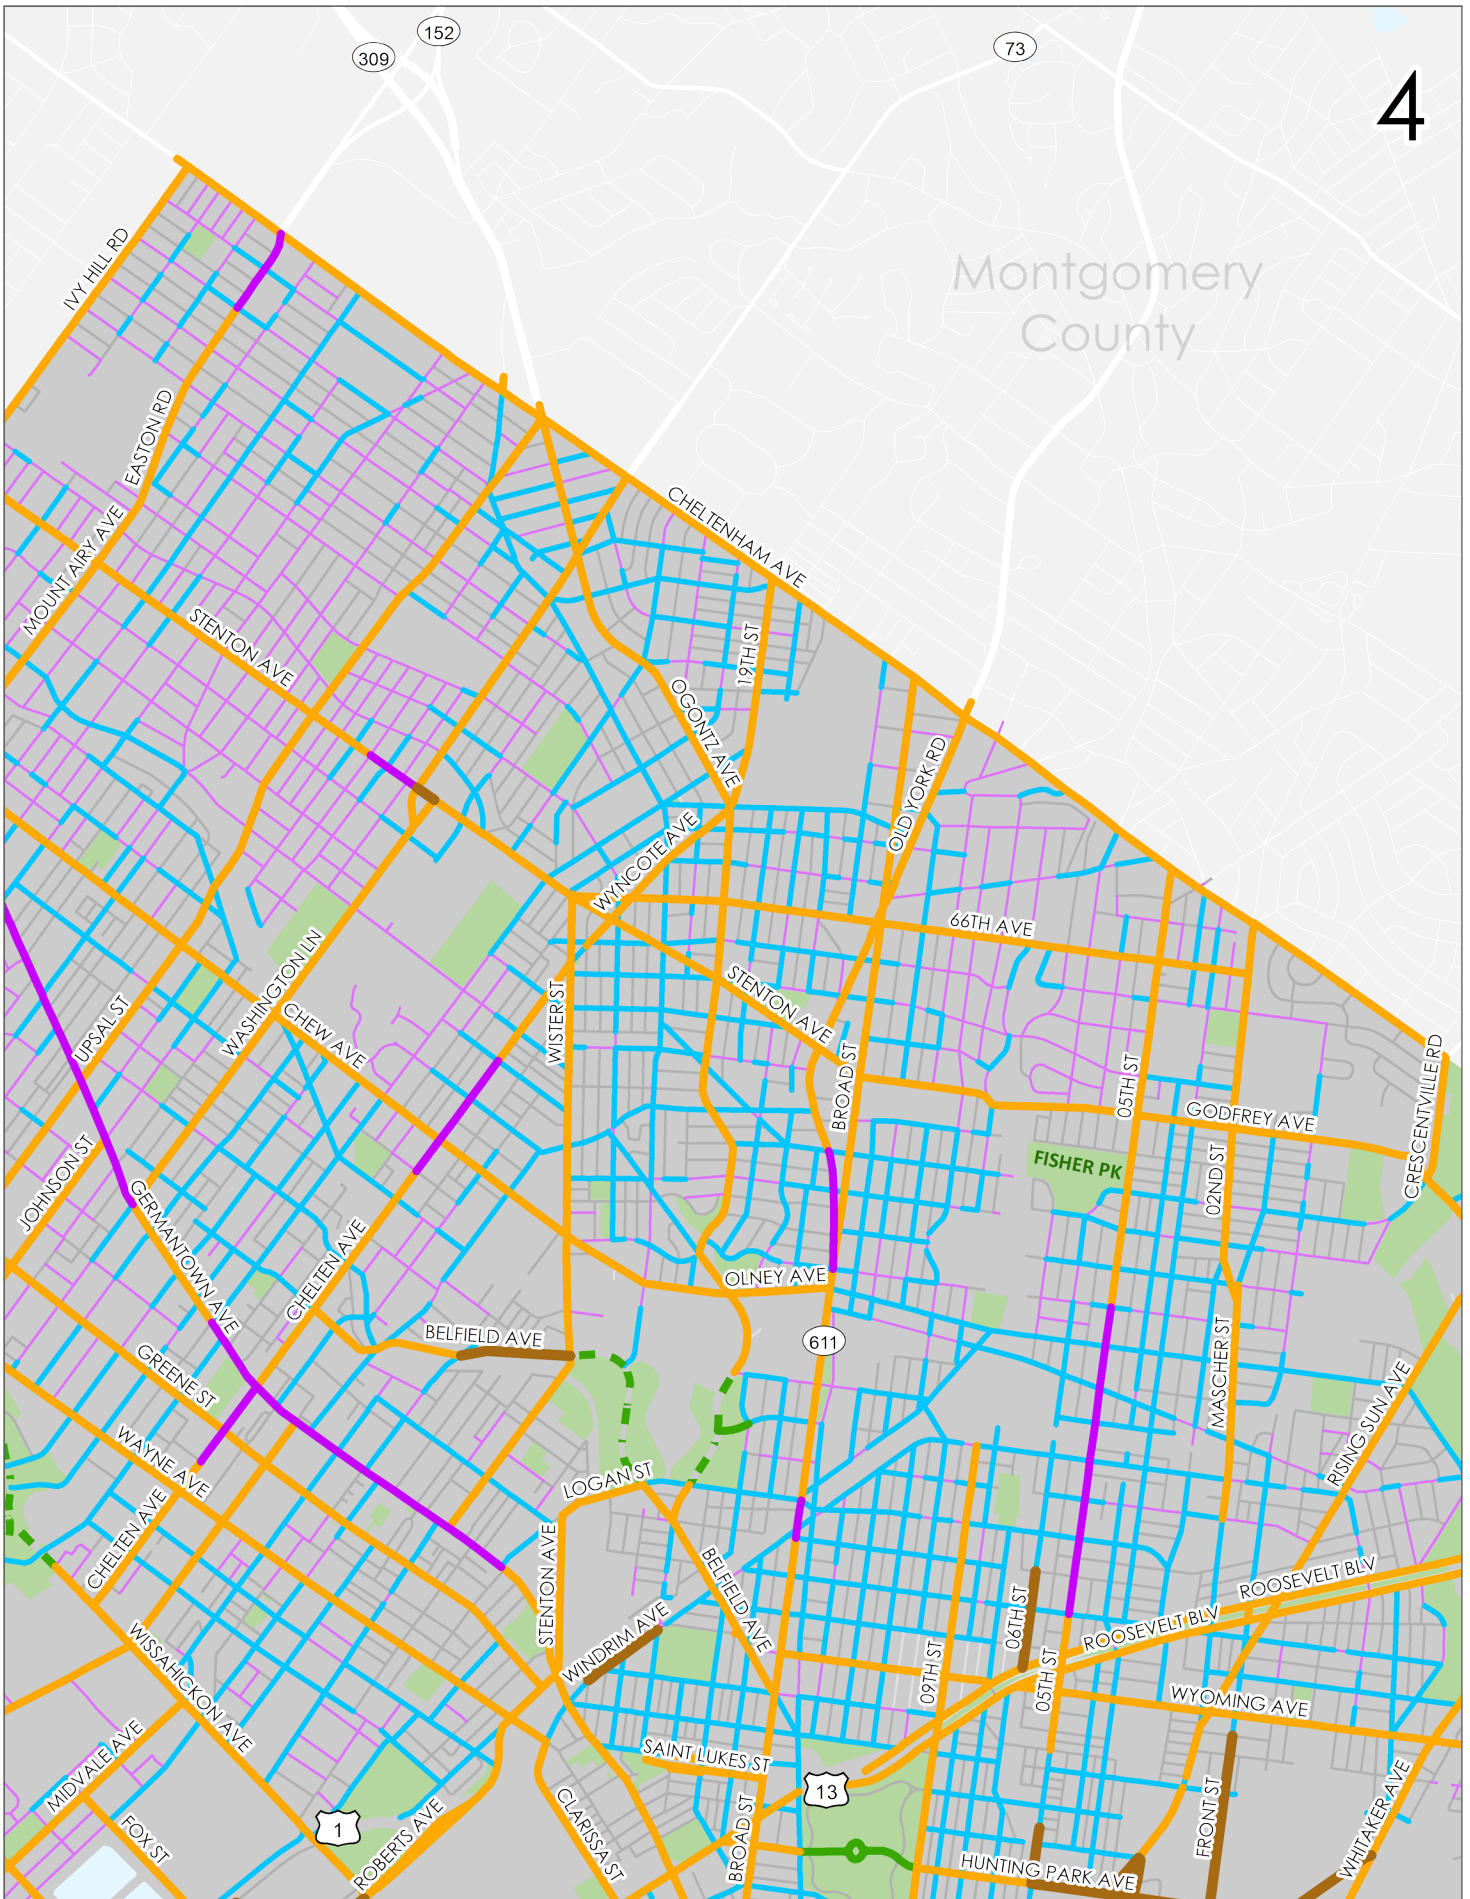 152
309
73
4
Montgomery
County
IVY HILL RD
EASTON RD
MOUNT AIRY AVE
CHELTENHAM AVE
STENTON AVE
19TH ST
OGONTZ AVE
OLD YORK RD
WYNCOTE AVE
66TH AVE
WASHINGTON LN
STENTON AVE
UPSAL ST
CHEW AVE
WISTER ST
BROAD ST
05TH ST
GODFREY AVE
CRESCENTVILLE RD
FISHER PK
02ND ST
JOHNSON ST
GERMANTOWN AVE
CHELTEN AVE
OLNEY AVE
BELFIELD AVE
611
GREENE ST
MASCHER ST
RISING SUN AVE
WAYNE AVE
LOGAN ST
CHELTEN AVE
STENTON AVE
BELFIELD AVE
ROOSEVELT BLV
06TH ST
ROOSEVELT BLV
WINDRIM AVE
WISSAHICKON AVE
09TH ST
05TH ST
WYOMING AVE
SAINT LUKES ST
MIDVALE AVE
13
BROAD ST
CLARISSA ST
FRONT ST
WHITAKER AVE
1
FOX ST
ROBERTS AVE
HUNTING PARK AVE